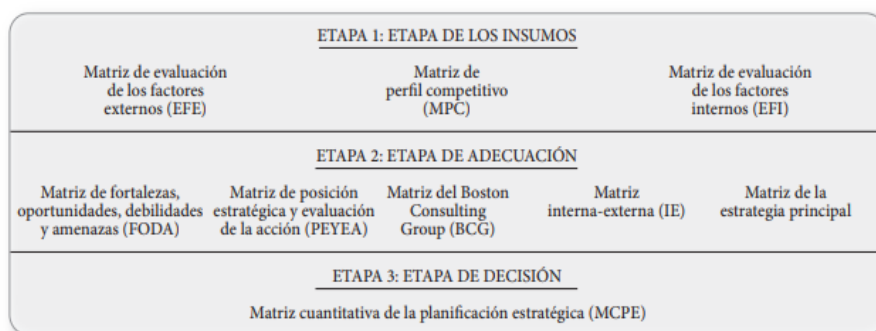 ETAPA 1: ETAPA DE LOS INSUMOS
Matriz de evaluación
de los factores
externos (EFE)
Matriz de
perfil competitivo
(MPC)
Matriz de evaluación
de los factores
internos (EFI)
ETAPA 2: ETAPA DE ADECUACIÓN
Matriz de fortalezas,
oportunidades, debilidades
y amenazas (FODA)
Matriz de posición
estratégica y evaluación
de la acción (PEYEA)
Matriz del Boston
Consulting
Group (BCG)
Matriz
interna-externa (IE)
Matriz de la
estrategia principal
ETAPA 3: ETAPA DE DECISIÓN
Matriz cuantitativa de la planificación estratégica (MCPE)